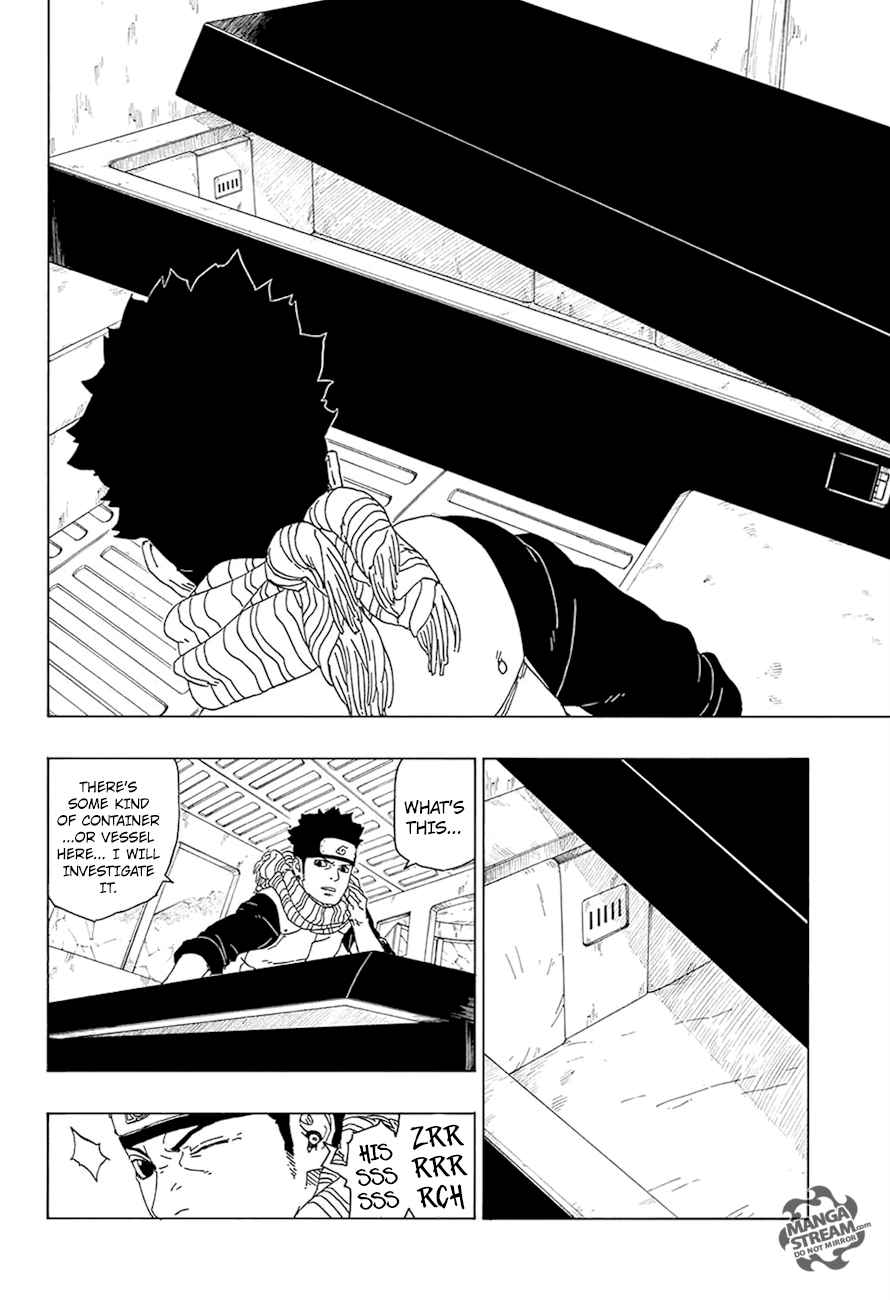 WHAT'S
THIS...
THERE'S
SOME KIND
OF CONTAINER
...OR VESSEL
HERE... I WILL
INVESTIGATE
IT.
ZRR
RRR
RCH
HIS
SSS
SSS
MANGA
STREAM.com
DO NOT MIRROR